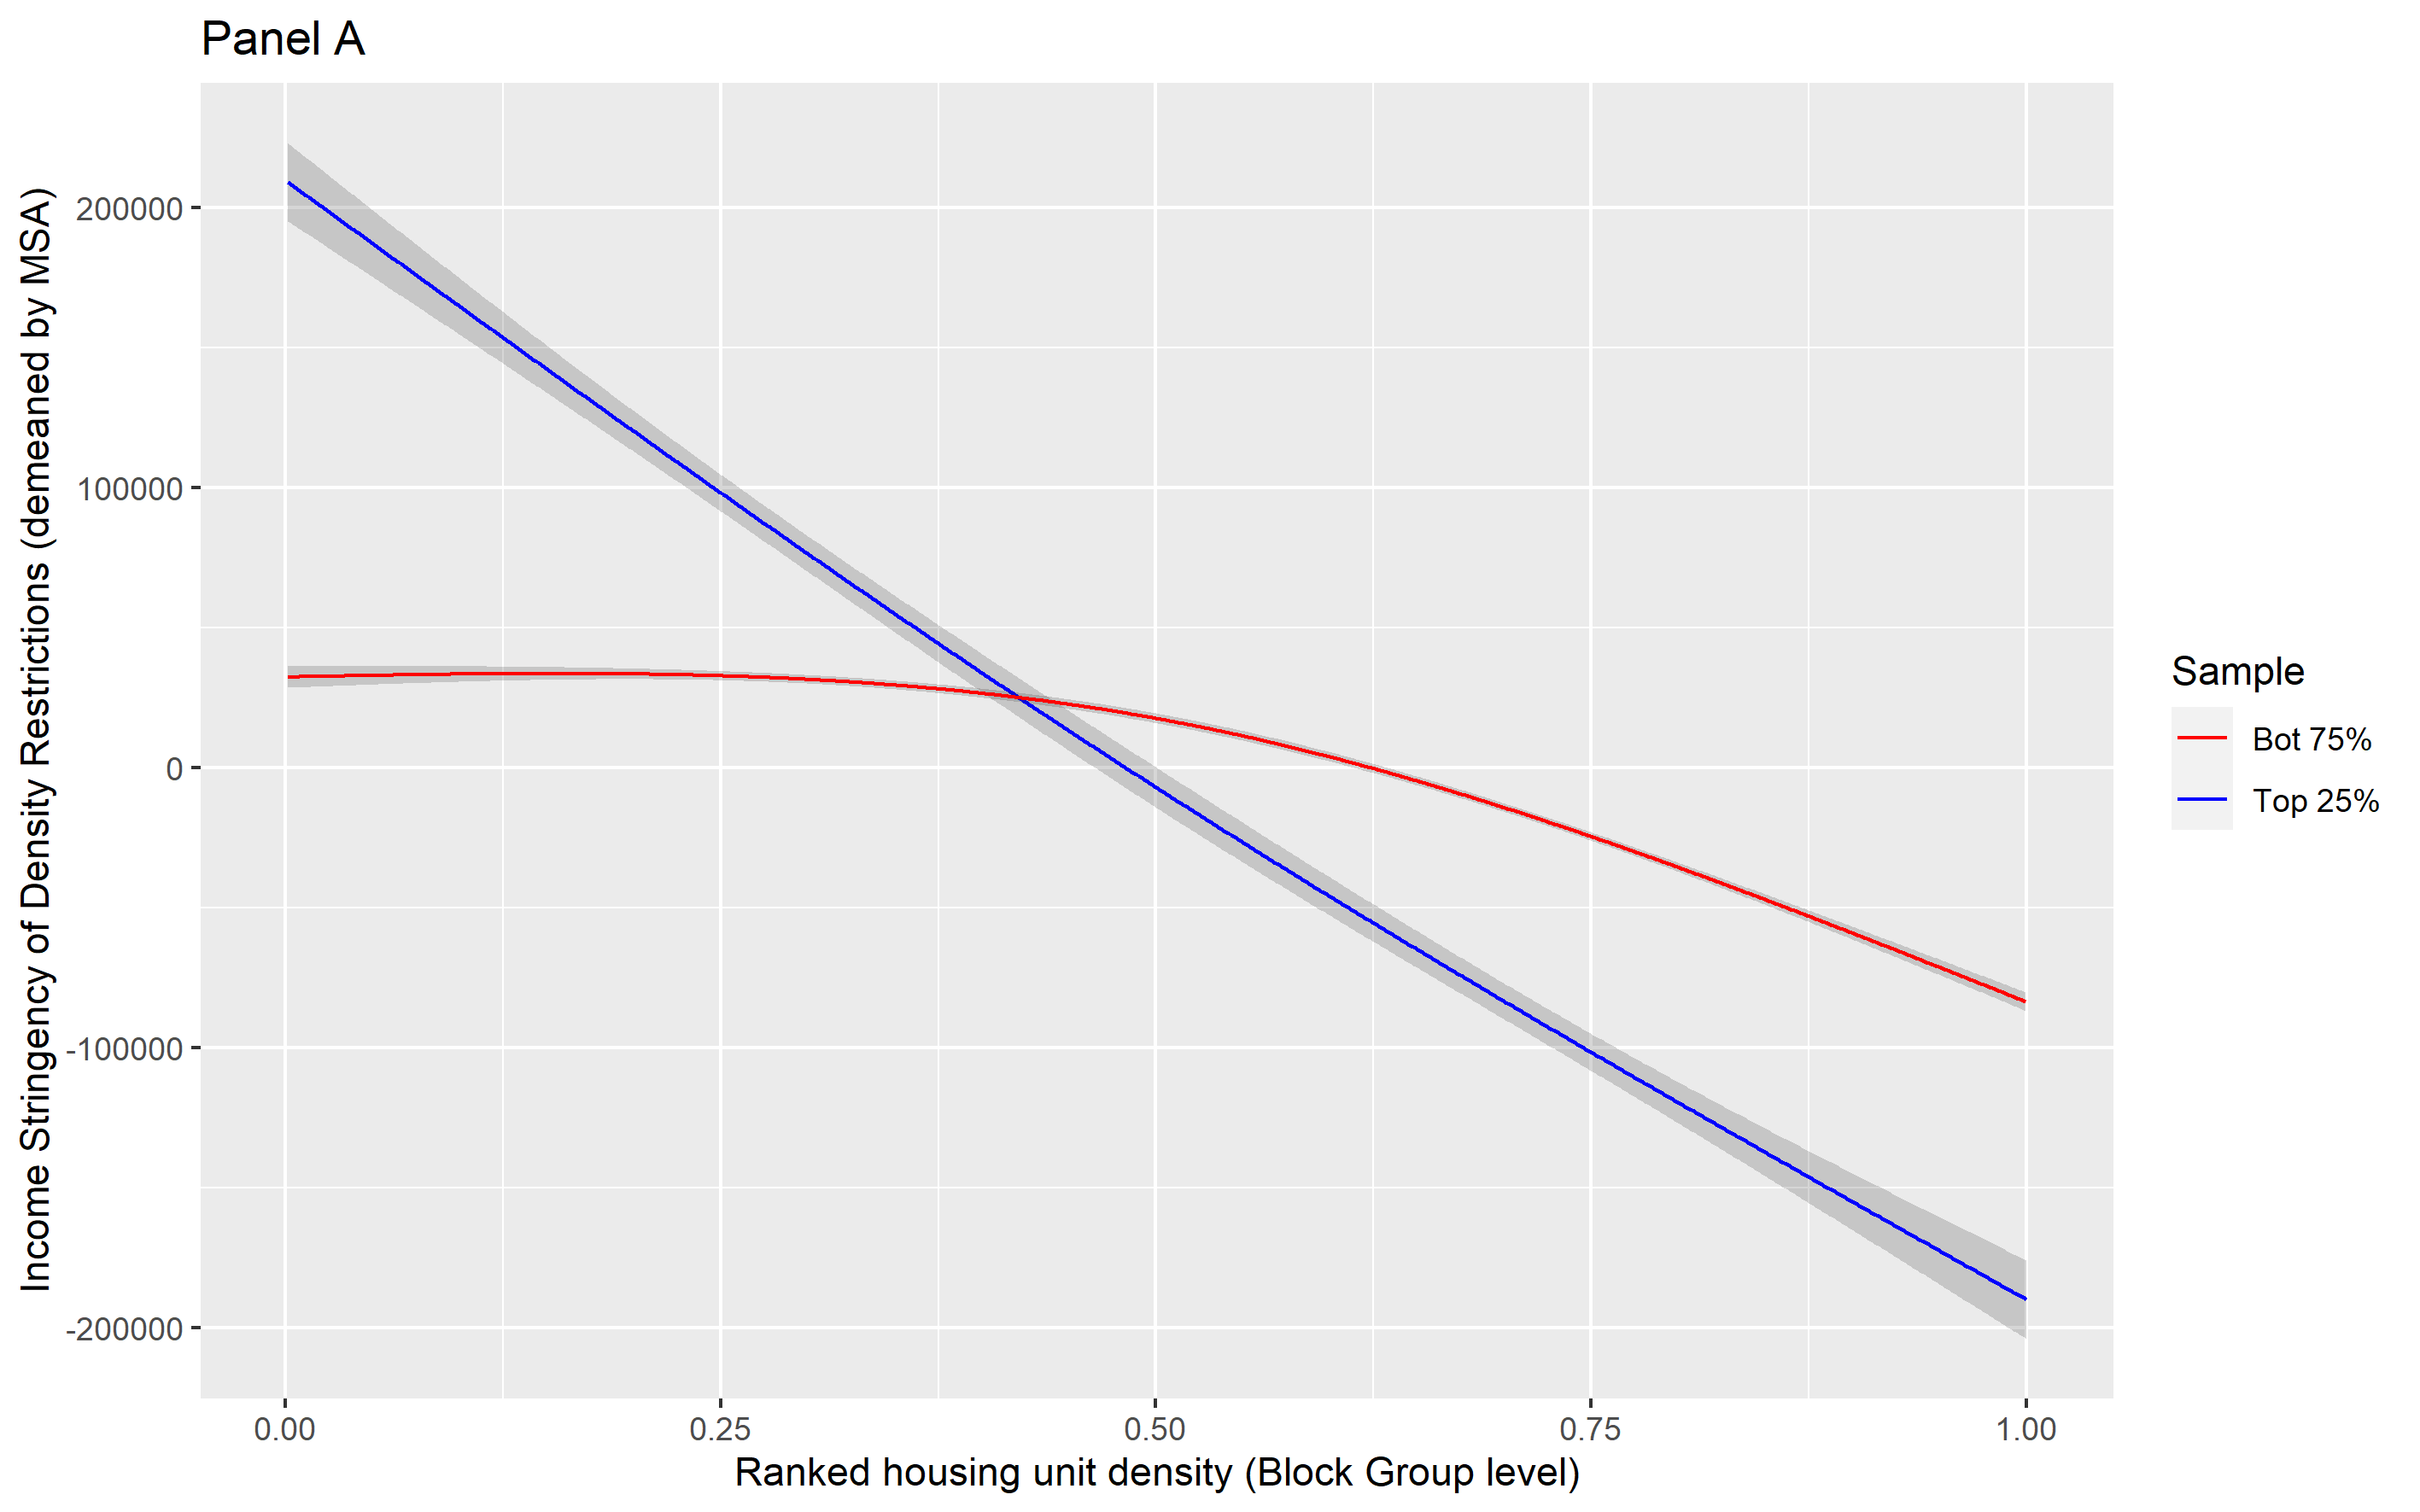 Panel A
Income Stringency of Density Restrictions (demeaned by MSA)
200000
100000
0
-100000
-200000
0.00 0.25 0.50 0.75 1.00
Ranked housing unit density (Block Group level)
Sample
Bot 75%
Top 25%